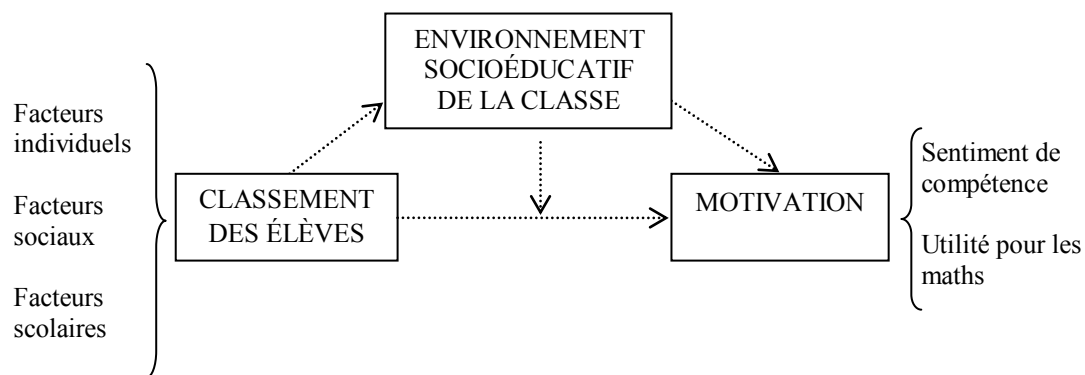 ENVIRONNEMENT
SOCIOÉDUCATIF
DE LA CLASSE
Facteurs
individuels
Facteurs
sociaux
Facteurs
scolaires
CLASSEMENT
DES ÉLÈVES
MOTIVATION
Sentiment de
compétence
Utilité pour les
maths